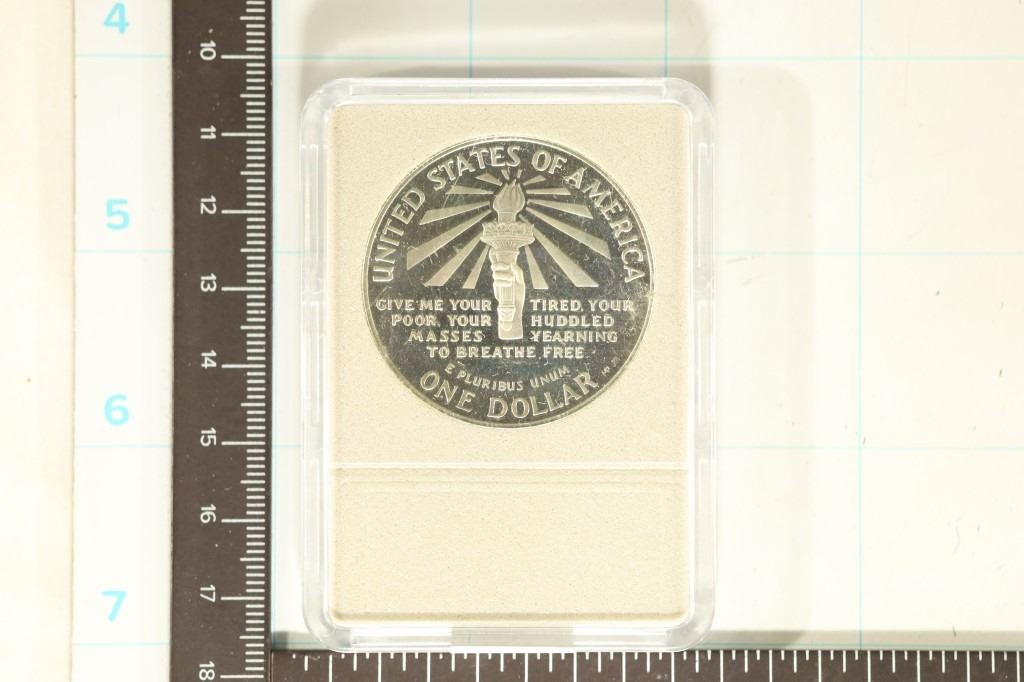 4
5
6
7
10
11
12
13
14
15
16
17
18
UNITED STATES OF AMERICA
GIVE ME YOUR TIRED, YOUR
POOR, YOUR HUDDLED
MASSES YEARNING
TO BREATHE FREE
E PLURIBUS UNUM
ONE DOLLAR